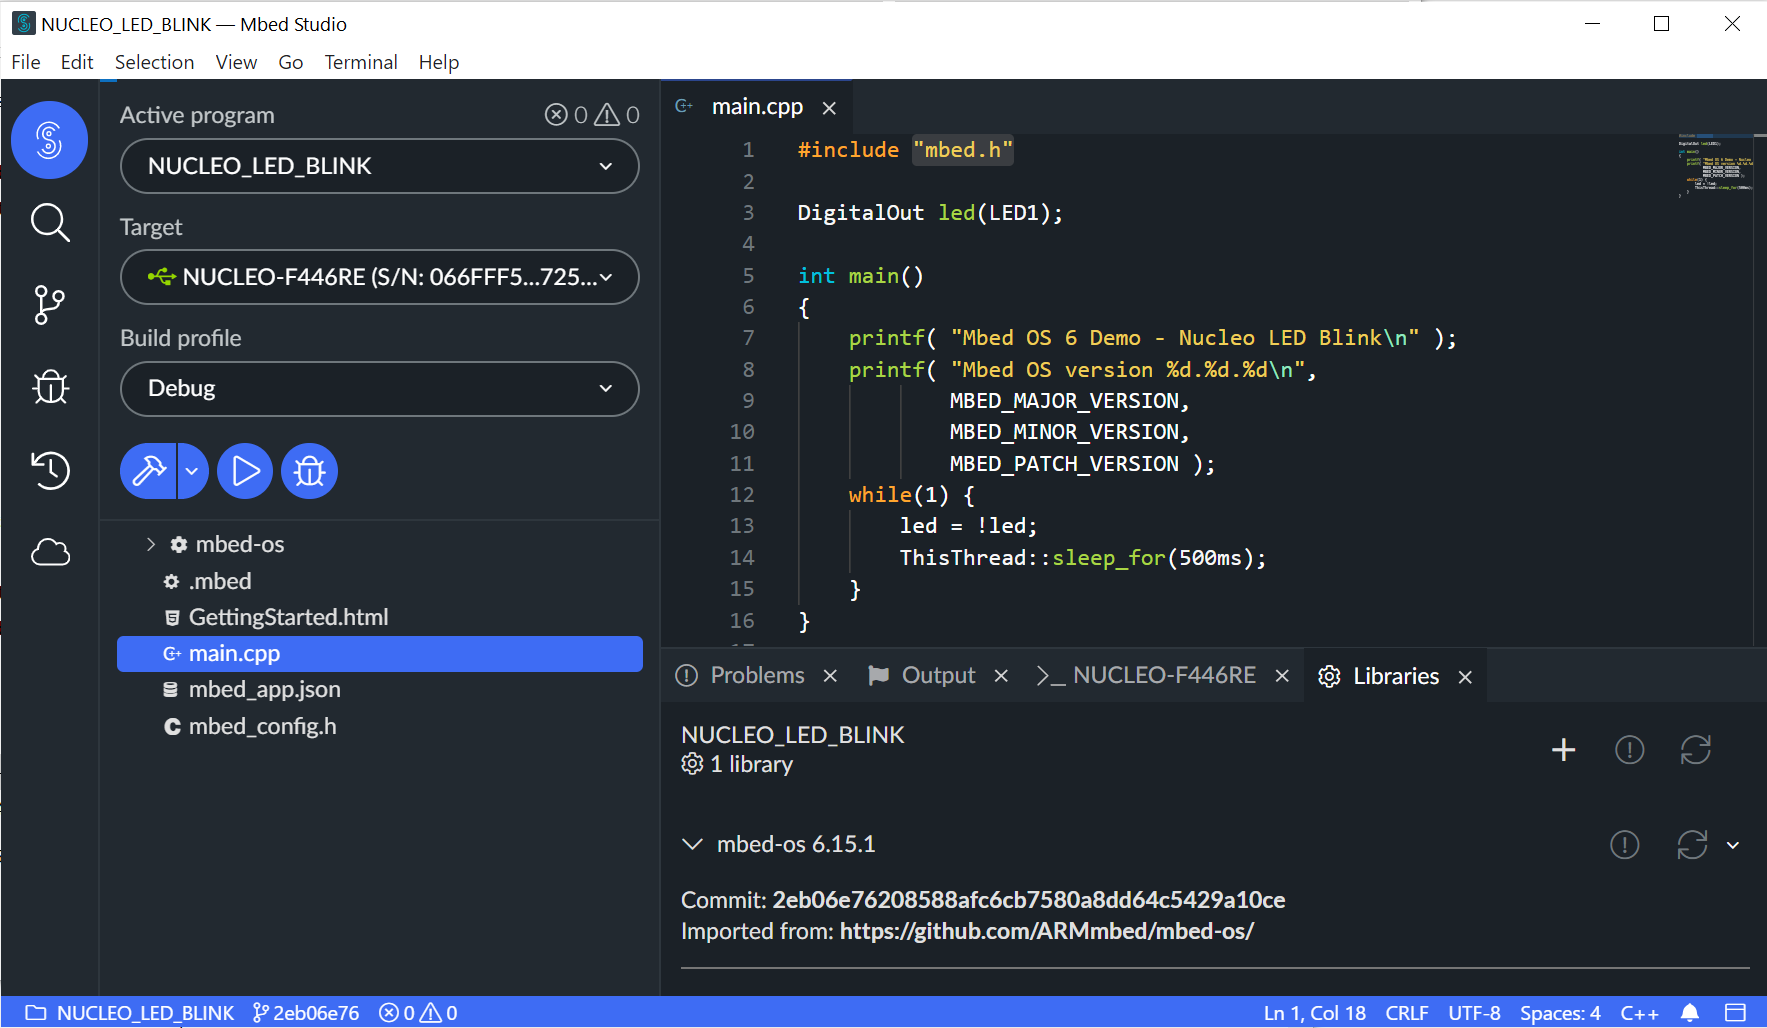 NUCLEO_LED_BLINK — Mbed Studio
File Edit Selection View Go Terminal Help
Active program 0 0
NUCLEO_LED_BLINK
Target
NUCLEO-F446RE (S/N: 066FFF5...725...
Build profile
Debug
mbed-os
.mbed
GettingStarted.html
main.cpp
mbed_app.json
mbed_config.h
main.cpp
1 #include "mbed.h"
2
3 DigitalOut led(LED1);
4
5 int main()
6 {
7 printf( "Mbed OS 6 Demo - Nucleo LED Blink\n" );
8 printf( "Mbed OS version %d.%d.%d\n",
9 MBED_MAJOR_VERSION,
10 MBED_MINOR_VERSION,
11 MBED_PATCH_VERSION );
12 while(1) {
13 led = !led;
14 ThisThread::sleep_for(500ms);
15 }
16 }
Problems Output NUCLEO-F446RE Libraries
NUCLEO_LED_BLINK
1 library
mbed-os 6.15.1
Commit: 2eb06e76208588afc6cb7580a8dd64c5429a10ce
Imported from: https://github.com/ARMmbed/mbed-os/
NUCLEO_LED_BLINK 2eb06e76 0 0 Ln 1, Col 18 CRLF UTF-8 Spaces: 4 C++